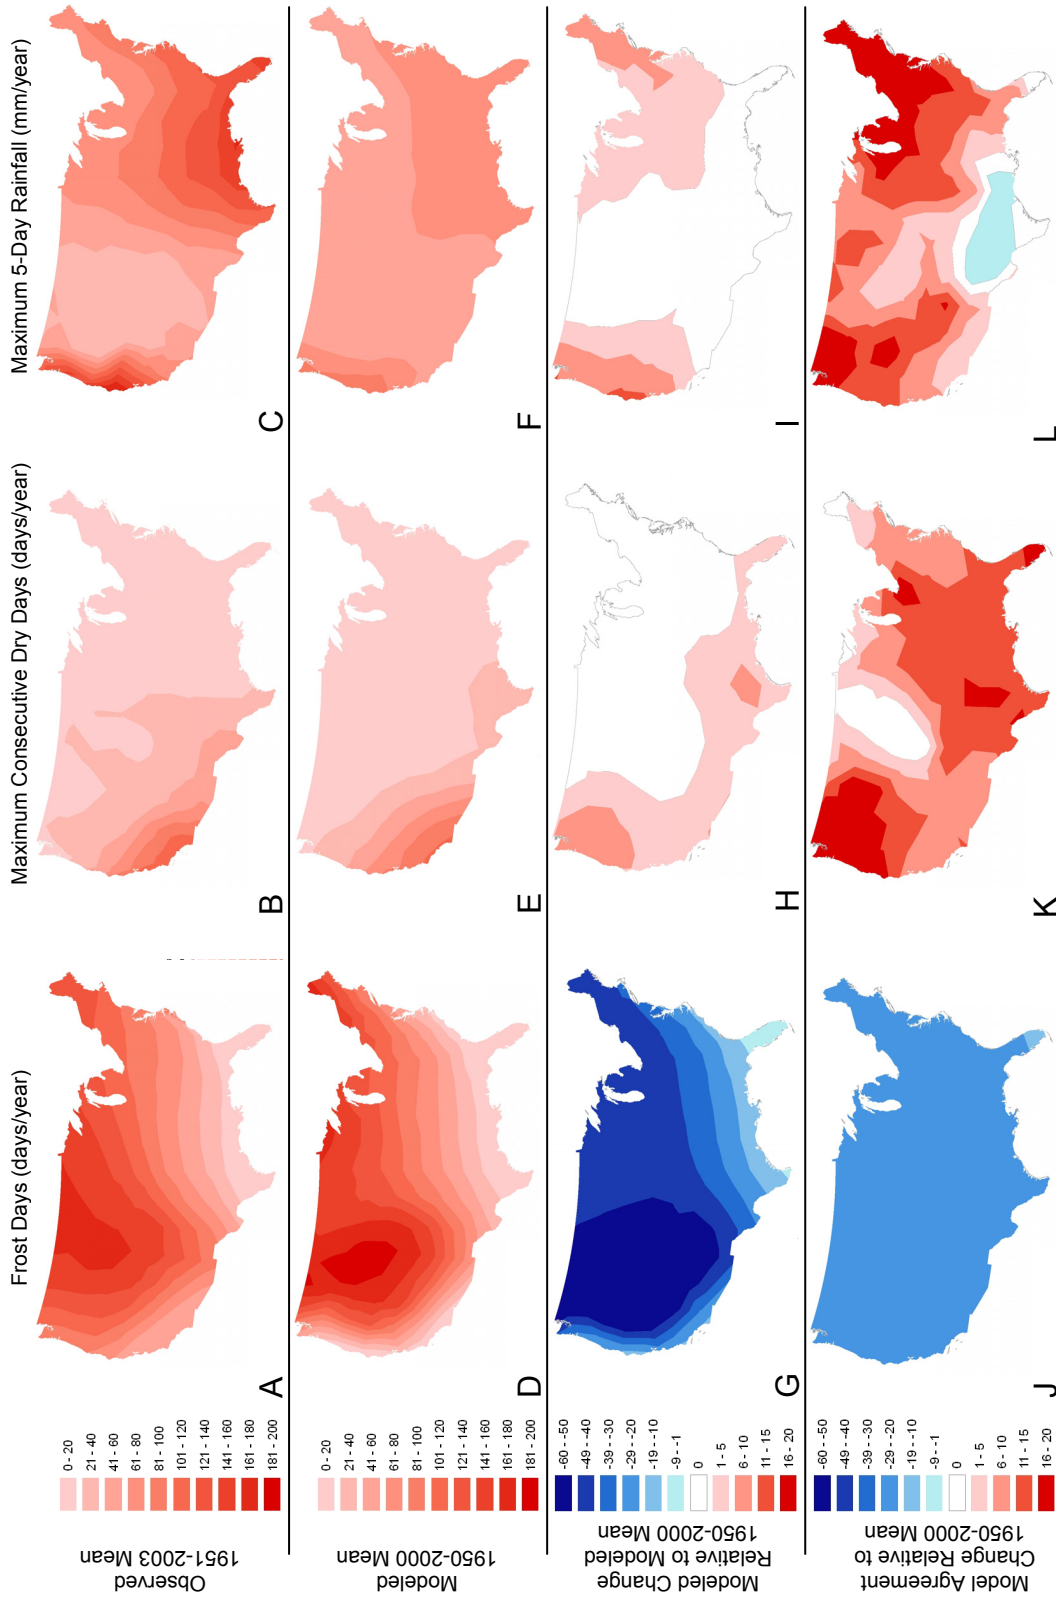 Frost Days (days/year)
Maximum Consecutive Dry Days (days/year)
Maximum 5-Day Rainfall (mm/year)
Observed
1951-2003 Mean
0 - 20
21 - 40
41 - 60
61 - 80
81 - 100
101 - 120
121 - 140
141 - 160
161 - 180
181 - 200
A
B
C
Modeled
1950-2000 Mean
0 - 20
21 - 40
41 - 60
61 - 80
81 - 100
101 - 120
121 - 140
141 - 160
161 - 180
181 - 200
D
E
F
Modeled Change
Relative to Modeled
1950-2000 Mean
-60 - -50
-49 - -40
-39 - -30
-29 - -20
-19 - -10
-9 - -1
0
1 - 5
6 - 10
11 - 15
16 - 20
G
H
I
Model Agreement
Change Relative to
1950-2000 Mean
-60 - -50
-49 - -40
-39 - -30
-29 - -20
-19 - -10
-9 - -1
0
1 - 5
6 - 10
11 - 15
16 - 20
J
K
L